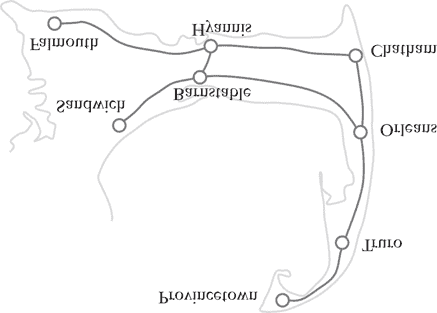 Hyannis
Falmouth
Chatham
Barnstable
Sandwich
Orleans
Truro
Provincetown